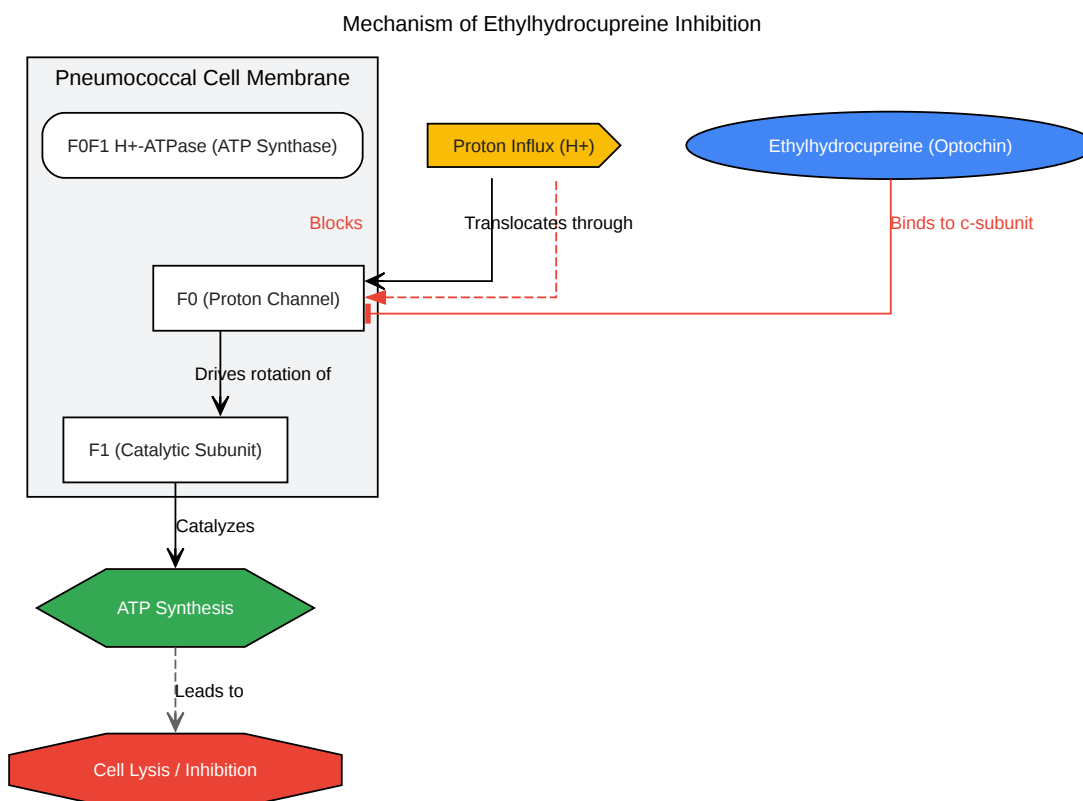 Mechanism of Ethylhydrocupreine Inhibition
Pneumococcal Cell Membrane
F0F1 H+-ATPase (ATP Synthase)
Proton Influx (H+)
Ethylhydrocupreine (Optochin)
Blocks
Translocates through
Binds to c-subunit
F0 (Proton Channel)
Drives rotation of
F1 (Catalytic Subunit)
Catalyzes
ATP Synthesis
Leads to
Cell Lysis / Inhibition